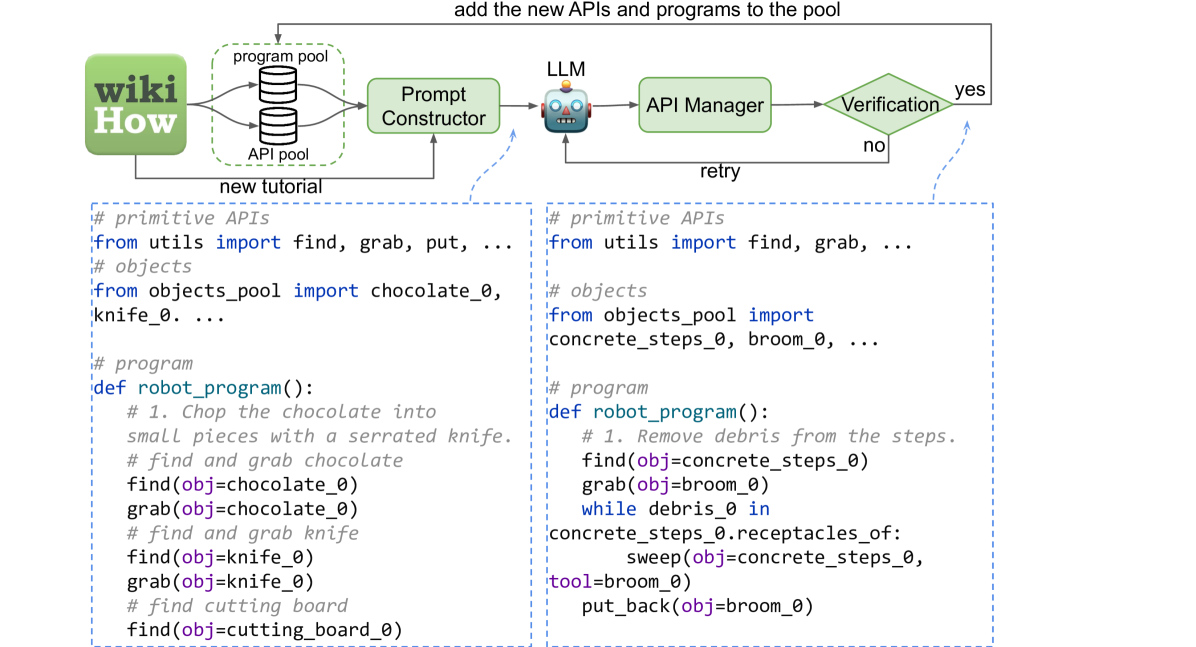 add the new APIs and programs to the pool
wiki
How
program pool
API pool
Prompt
Constructor
LLM
API Manager
Verification
yes
no
retry
new tutorial
# primitive APIs
from utils import find, grab, put, ...
# objects
from objects_pool import chocolate_0,
knife_0. ...
# program
def robot_program():
# 1. Chop the chocolate into
small pieces with a serrated knife.
# find and grab chocolate
find(obj=chocolate_0)
grab(obj=chocolate_0)
# find and grab knife
find(obj=knife_0)
grab(obj=knife_0)
# find cutting board
find(obj=cutting_board_0)
# primitive APIs
from utils import find, grab, ...
# objects
from objects_pool import
concrete_steps_0, broom_0, ...
# program
def robot_program():
# 1. Remove debris from the steps.
find(obj=concrete_steps_0)
grab(obj=broom_0)
while debris_0 in
concrete_steps_0.receptacles_of:
sweep(obj=concrete_steps_0,
tool=broom_0)
put_back(obj=broom_0)